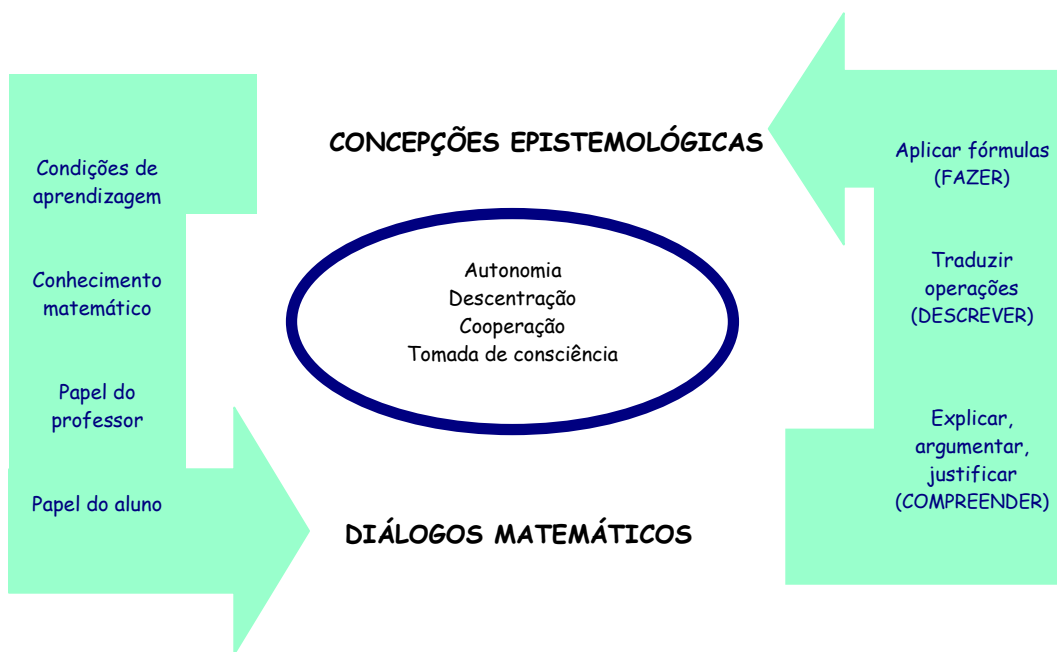 CONCEPÇÕES EPISTEMOLÓGICAS
Condições de
aprendizagem
Conhecimento
matemático
Papel do
professor
Papel do aluno
Autonomia
Descentração
Cooperação
Tomada de consciência
Aplicar fórmulas
(FAZER)
Traduzir
operações
(DESCREVER)
Explicar,
argumentar,
justificar
(COMPREENDER)
DIÁLOGOS MATEMÁTICOS